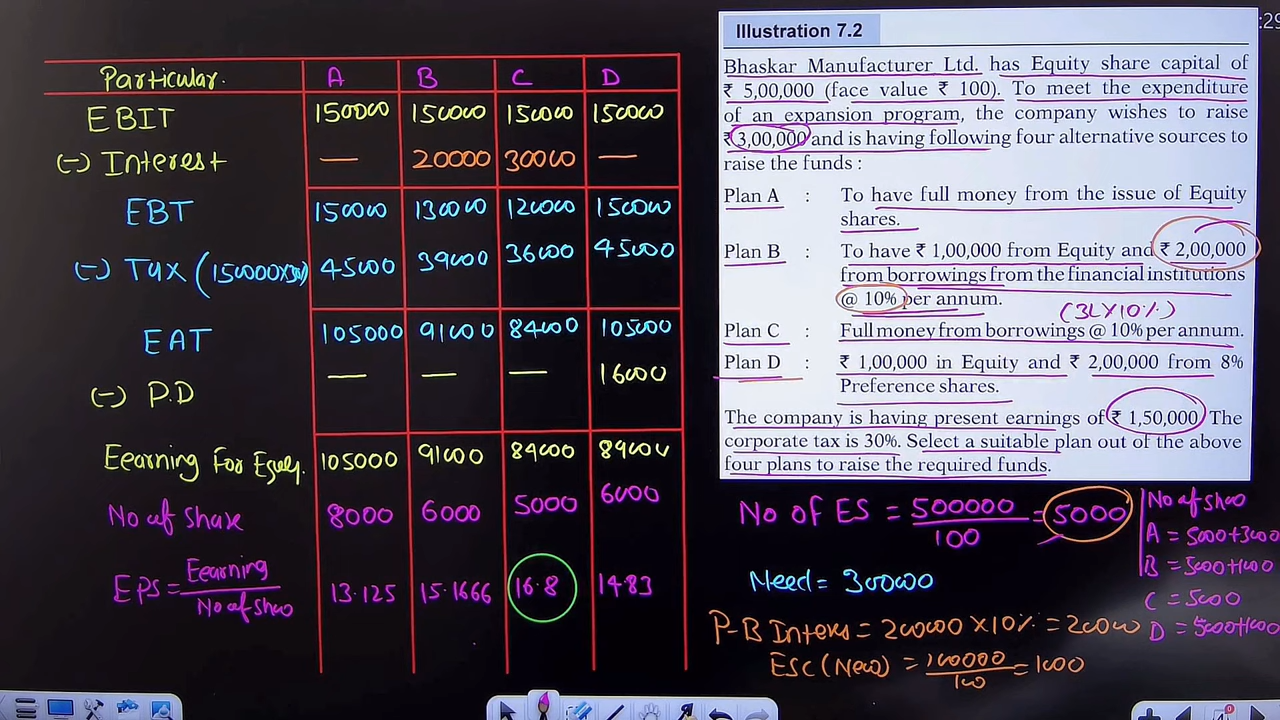 Particular. A B C D
EBIT 150000 150000 150000 150000
(-) Interest — 20000 30000 —
EBT 150000 130000 120000 150000
(-) Tax (150000×30%) 45000 39000 36000 45000
EAT 105000 91000 84000 105000
(-) P.D — — — 16000
Eearning For Equey. 105000 91000 84000 89000
No of share 8000 6000 5000 6000
EPS = Eearning / No of share 13.125 15.1666 16.8 14.83
Illustration 7.2
Bhaskar Manufacturer Ltd. has Equity share capital of
₹ 5,00,000 (face value ₹ 100). To meet the expenditure
of an expansion program, the company wishes to raise
₹ 3,00,000 and is having following four alternative sources to
raise the funds :
Plan A : To have full money from the issue of Equity
shares.
Plan B : To have ₹ 1,00,000 from Equity and ₹ 2,00,000
from borrowings from the financial institutions
@ 10% per annum.
(3L×10%)
Plan C : Full money from borrowings @ 10% per annum.
Plan D : ₹ 1,00,000 in Equity and ₹ 2,00,000 from 8%
Preference shares.
The company is having present earnings of ₹ 1,50,000 The
corporate tax is 30%. Select a suitable plan out of the above
four plans to raise the required funds.
No of ES = 500000 / 100 = 5000
Need = 300000
P-B Interes = 200000 × 10% = 20000
ESC (New) = 100000 / 100 = 1000
No of share
A = 5000+3000
B = 5000+1000
C = 5000
D = 5000+1000